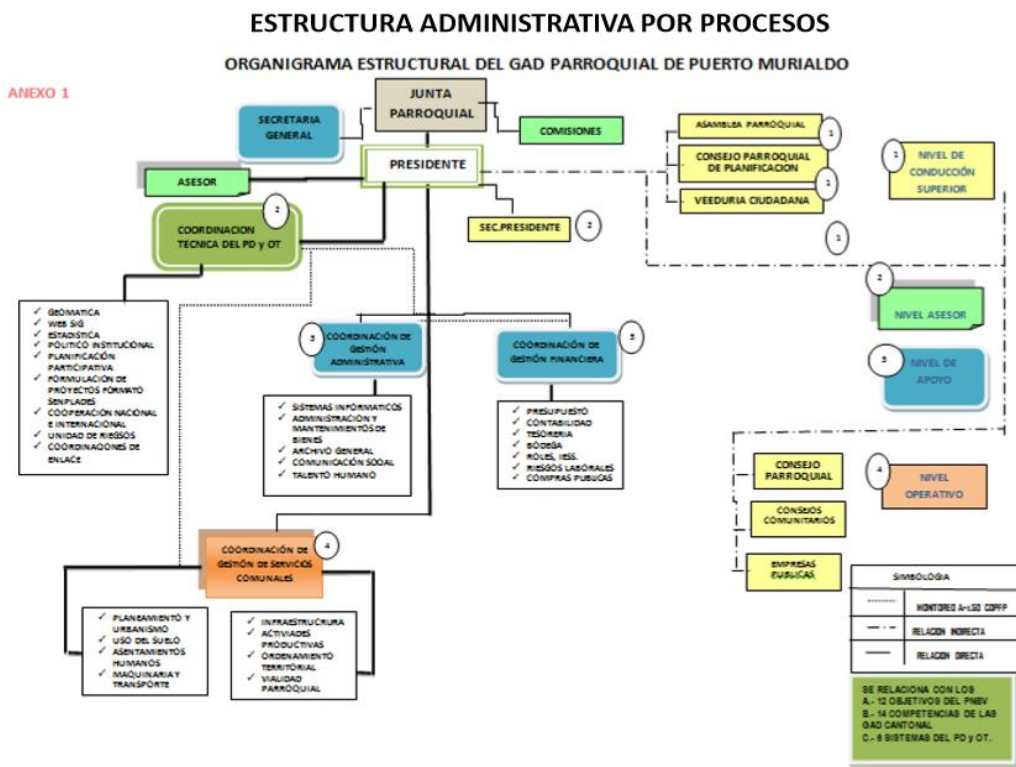 ESTRUCTURA ADMINISTRATIVA POR PROCESOS
ORGANIGRAMA ESTRUCTURAL DEL GAD PARROQUIAL DE PUERTO MURIALDO
ANEXO 1
JUNTA
PARROQUIAL
SECRETARIA
GENERAL
COMISIONES
PRESIDENTE
ASESOR
ASAMBLEA PARROQUIAL
1
CONSEJO PARROQUIAL
DE PLANIFICACION
1
VEEDURIA CIUDADANA
1
1
NIVEL DE
CONDUCCIÓN
SUPERIOR
2
COORDINACION
TECNICA DEL PD y OT
SEC.PRESIDENTE
2
2
NIVEL ASESOR
3
NIVEL DE
APOYO
4
NIVEL
OPERATIVO
✓ GEOMATICA
✓ WEB SIG
✓ ESTADISTICA
✓ POLITICO INSTITUCIONAL
✓ PLANIFICACIÓN
PARTICIPATIVA
✓ FORMULACIÓN DE
PROYECTOS FORMATO
SENPLADES
✓ COOPERACIÓN NACIONAL
E INTERNACIONAL
✓ UNIDAD DE RIEGSOS
✓ COORDINACIONES DE
ENLACE
3
COORDINACIÓN DE
GESTIÓN
ADMINISTRATIVA
COORDINACIÓN DE
GESTIÓN FINANCIERA
3
✓ SISTEMAS INFORMATICOS
✓ ADMINISTRACIÓN Y
MANTENIMIENTOS DE
BIENES
✓ ARCHIVO GENERAL
✓ COMUNICACIÓN SOCIAL
✓ TALENTO HUMANO
✓ PRESUPUESTO
✓ CONTABILIDAD
✓ TESORERIA
✓ BODEGA
✓ ROLES, IESS.
✓ RIESGOS LABORALES
✓ COMPRAS PUBLICAS
CONSEJO
PARROQUIAL
CONSEJOS
COMUNITARIOS
EMPRESAS
PUBLICAS
COORDINACIÓN DE
GESTIÓN DE SERVICIOS
COMUNALES
4
✓ PLANEAMIENTO Y
URBANISMO
✓ USO DEL SUELO
✓ ASENTAMIENTOS
HUMANOS
✓ MAQUINARIA Y
TRANSPORTE
✓ INFRAESTRUCRURA
✓ ACTIVIADES
PRODUCTIVAS
✓ ORDENAMIENTO
TERRITORIAL
✓ VIALIDAD
PARROQUIAL
SIMBOLOGIA
MONITOREO
RELACION INDIRECTA
RELACION DIRECTA
SE RELACIONA CON LOS
A.- 12 OBJETIVOS DEL PNBV
B.- 14 COMPETENCIAS DE LAS
GAD CANTONAL
C.- 6 SISTEMAS DEL PD y OT.